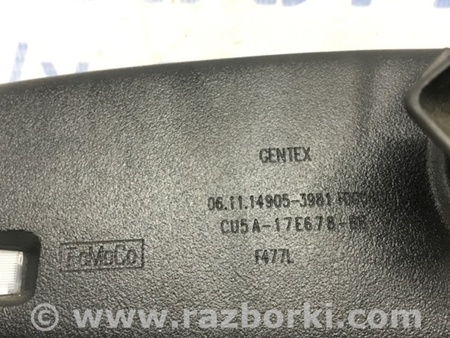 GENTEX
06.11.14905-3981
CU5A-17E678-
F477L
FoMoCo
© www.razborki.com